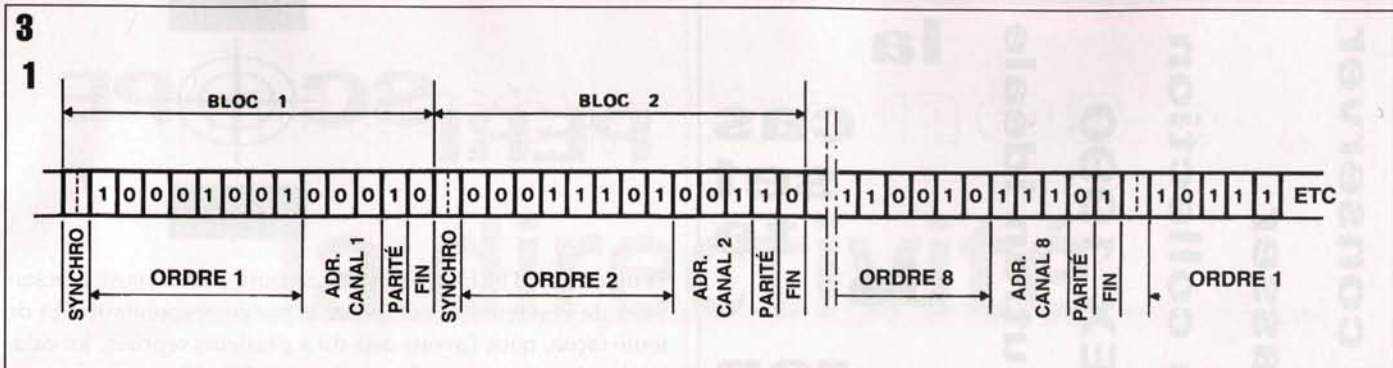 3
1
BLOC 1 BLOC 2
1 0 0 0 1 0 0 1 0 0 0 1 0 0 0 0 1 1 1 0 1 0 0 1 1 0 1 1 0 0 1 0 1 1 1 0 1 1 0 1 1 1 ETC
SYNCHRO
ORDRE 1
ADR.
CANAL 1
PARITÉ
FIN
SYNCHRO
ORDRE 2
ADR.
CANAL 2
PARITÉ
FIN
ORDRE 8
ADR.
CANAL 8
PARITÉ
FIN
ORDRE 1